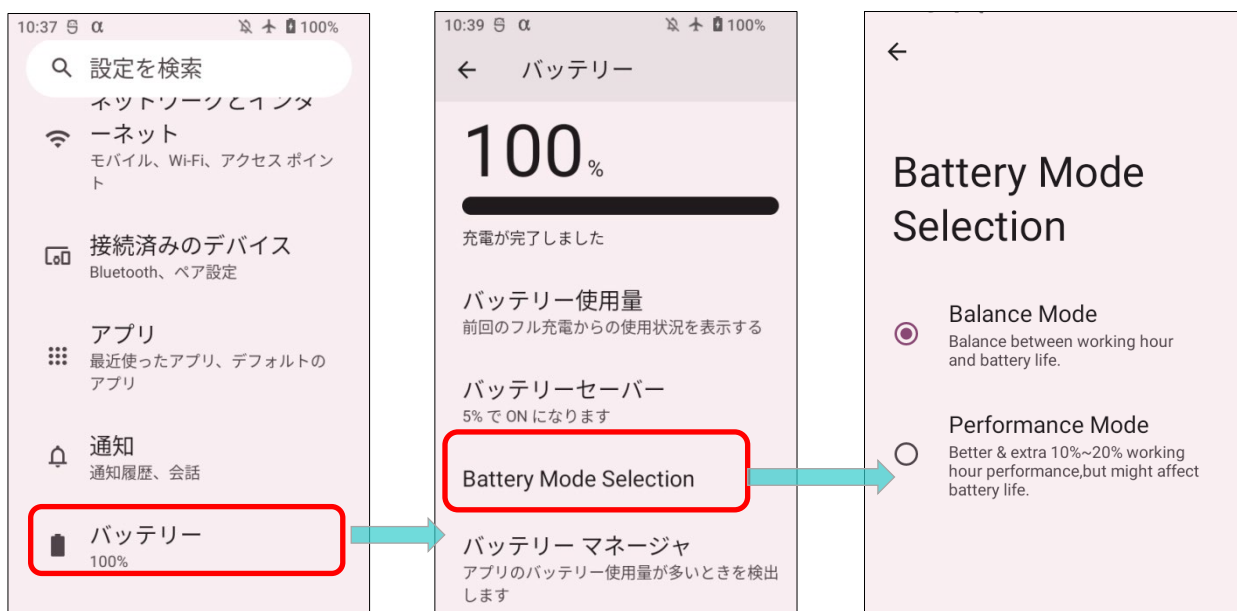 10:37 α 100%
設定を検索
ネットワークとインタ
ーネット
モバイル、Wi-Fi、アクセス ポイン
ト
接続済みのデバイス
Bluetooth、ペア設定
アプリ
最近使ったアプリ、デフォルトの
アプリ
通知
通知履歴、会話
バッテリー
100%
10:39 α 100%
バッテリー
100 %
充電が完了しました
バッテリー使用量
前回のフル充電からの使用状況を表示する
バッテリーセーバー
5% で ON になります
Battery Mode Selection
バッテリー マネージャ
アプリのバッテリー使用量が多いときを検出
します
Battery Mode
Selection
Balance Mode
Balance between working hour
and battery life.
Performance Mode
Better & extra 10%~20% working
hour performance,but might affect
battery life.